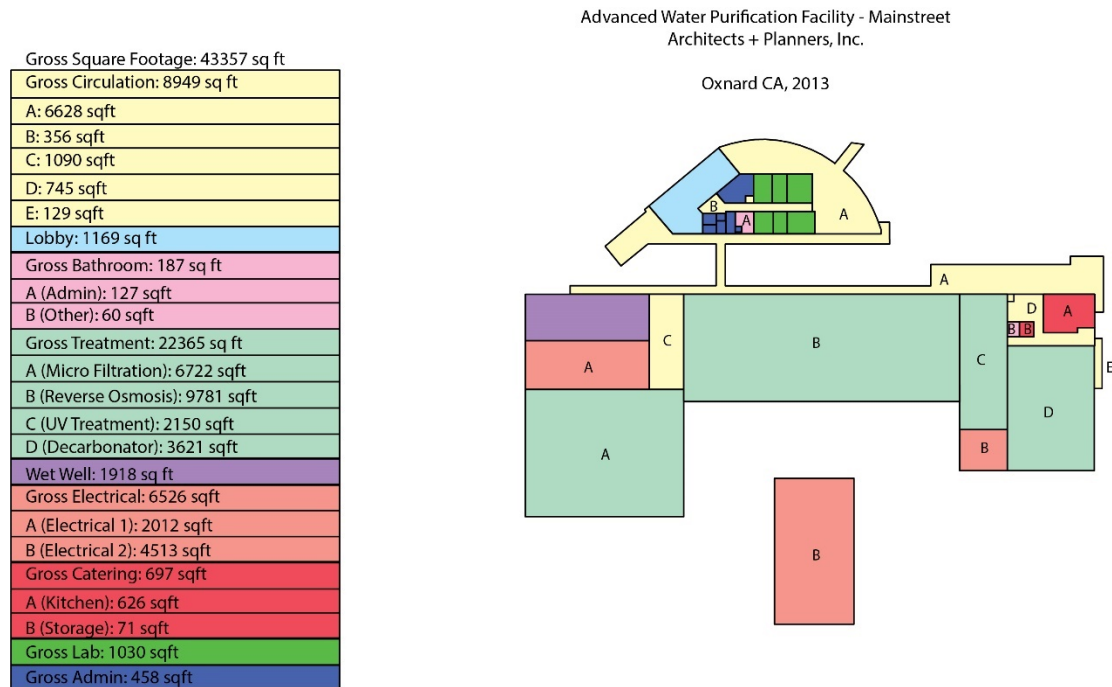 Advanced Water Purification Facility - Mainstreet
Architects + Planners, Inc.
Oxnard CA, 2013
Gross Square Footage: 43357 sq ft
Gross Circulation: 8949 sq ft
A: 6628 sqft
B: 356 sqft
C: 1090 sqft
D: 745 sqft
E: 129 sqft
Lobby: 1169 sq ft
Gross Bathroom: 187 sq ft
A (Admin): 127 sqft
B (Other): 60 sqft
Gross Treatment: 22365 sq ft
A (Micro Filtration): 6722 sqft
B (Reverse Osmosis): 9781 sqft
C (UV Treatment): 2150 sqft
D (Decarbonator): 3621 sqft
Wet Well: 1918 sq ft
Gross Electrical: 6526 sqft
A (Electrical 1): 2012 sqft
B (Electrical 2): 4513 sqft
Gross Catering: 697 sqft
A (Kitchen): 626 sqft
B (Storage): 71 sqft
Gross Lab: 1030 sqft
Gross Admin: 458 sqft
B
A
A
A
D
A
B
B
C
A
B
C
E
D
A
B
B